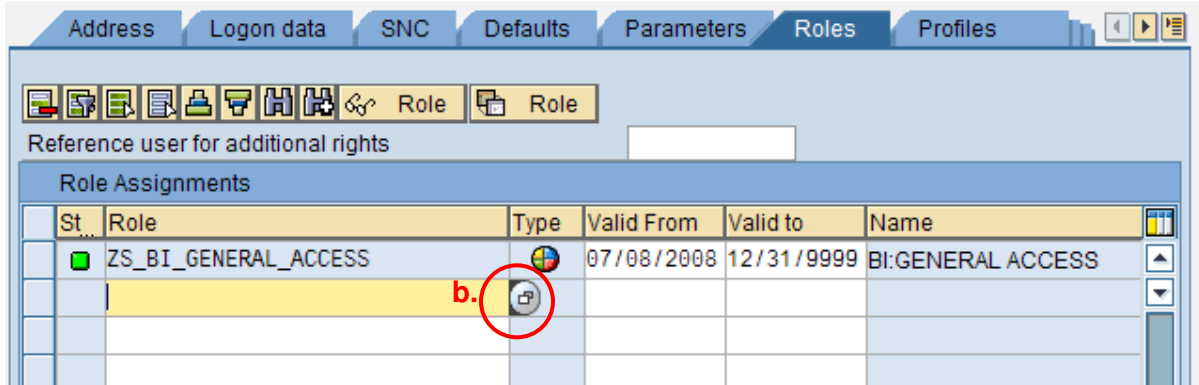 Address Logon data SNC Defaults Parameters Roles Profiles
Role Role
Reference user for additional rights
Role Assignments
St.. Role Type Valid From Valid to Name
ZS_BI_GENERAL_ACCESS 07/08/2008 12/31/9999 BI:GENERAL ACCESS
b.